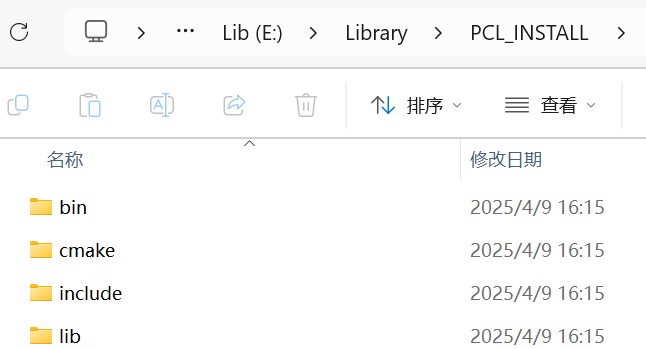 Lib (E:) Library PCL_INSTALL
排序 查看
名称 修改日期
bin 2025/4/9 16:15
cmake 2025/4/9 16:15
include 2025/4/9 16:15
lib 2025/4/9 16:15